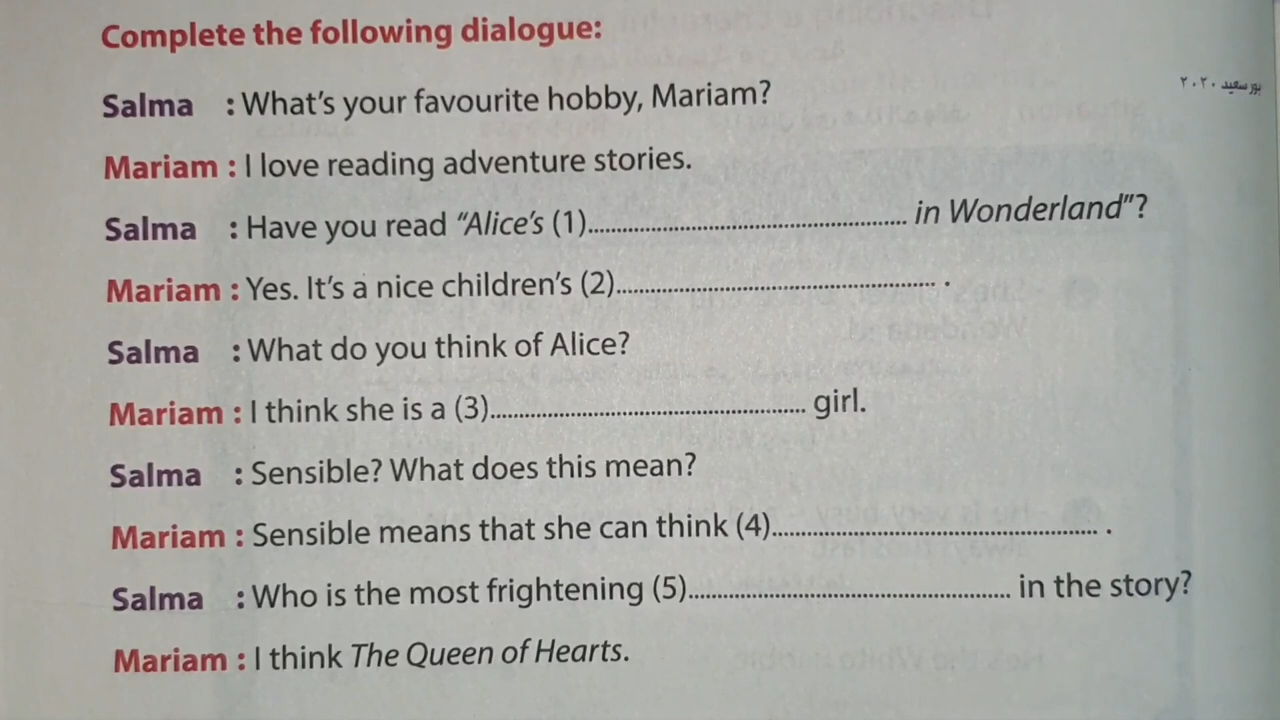 Complete the following dialogue:
بورسعيد ٢٠٢٠
Salma : What's your favourite hobby, Mariam?
Mariam : I love reading adventure stories.
Salma : Have you read "Alice's (1)........................................ in Wonderland"?
Mariam : Yes. It's a nice children's (2)........................................ .
Salma : What do you think of Alice?
Mariam : I think she is a (3)........................................ girl.
Salma : Sensible? What does this mean?
Mariam : Sensible means that she can think (4)........................................ .
Salma : Who is the most frightening (5)........................................ in the story?
Mariam : I think The Queen of Hearts.